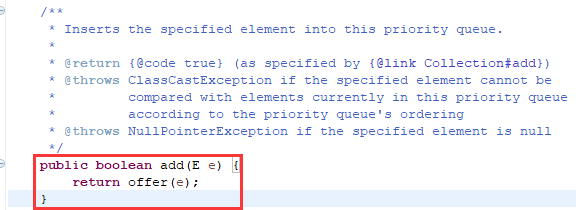 /**
* Inserts the specified element into this priority queue.
*
* @return {@code true} (as specified by {@link Collection#add})
* @throws ClassCastException if the specified element cannot be
* compared with elements currently in this priority queue
* according to the priority queue's ordering
* @throws NullPointerException if the specified element is null
*/
public boolean add(E e) {
return offer(e);
}